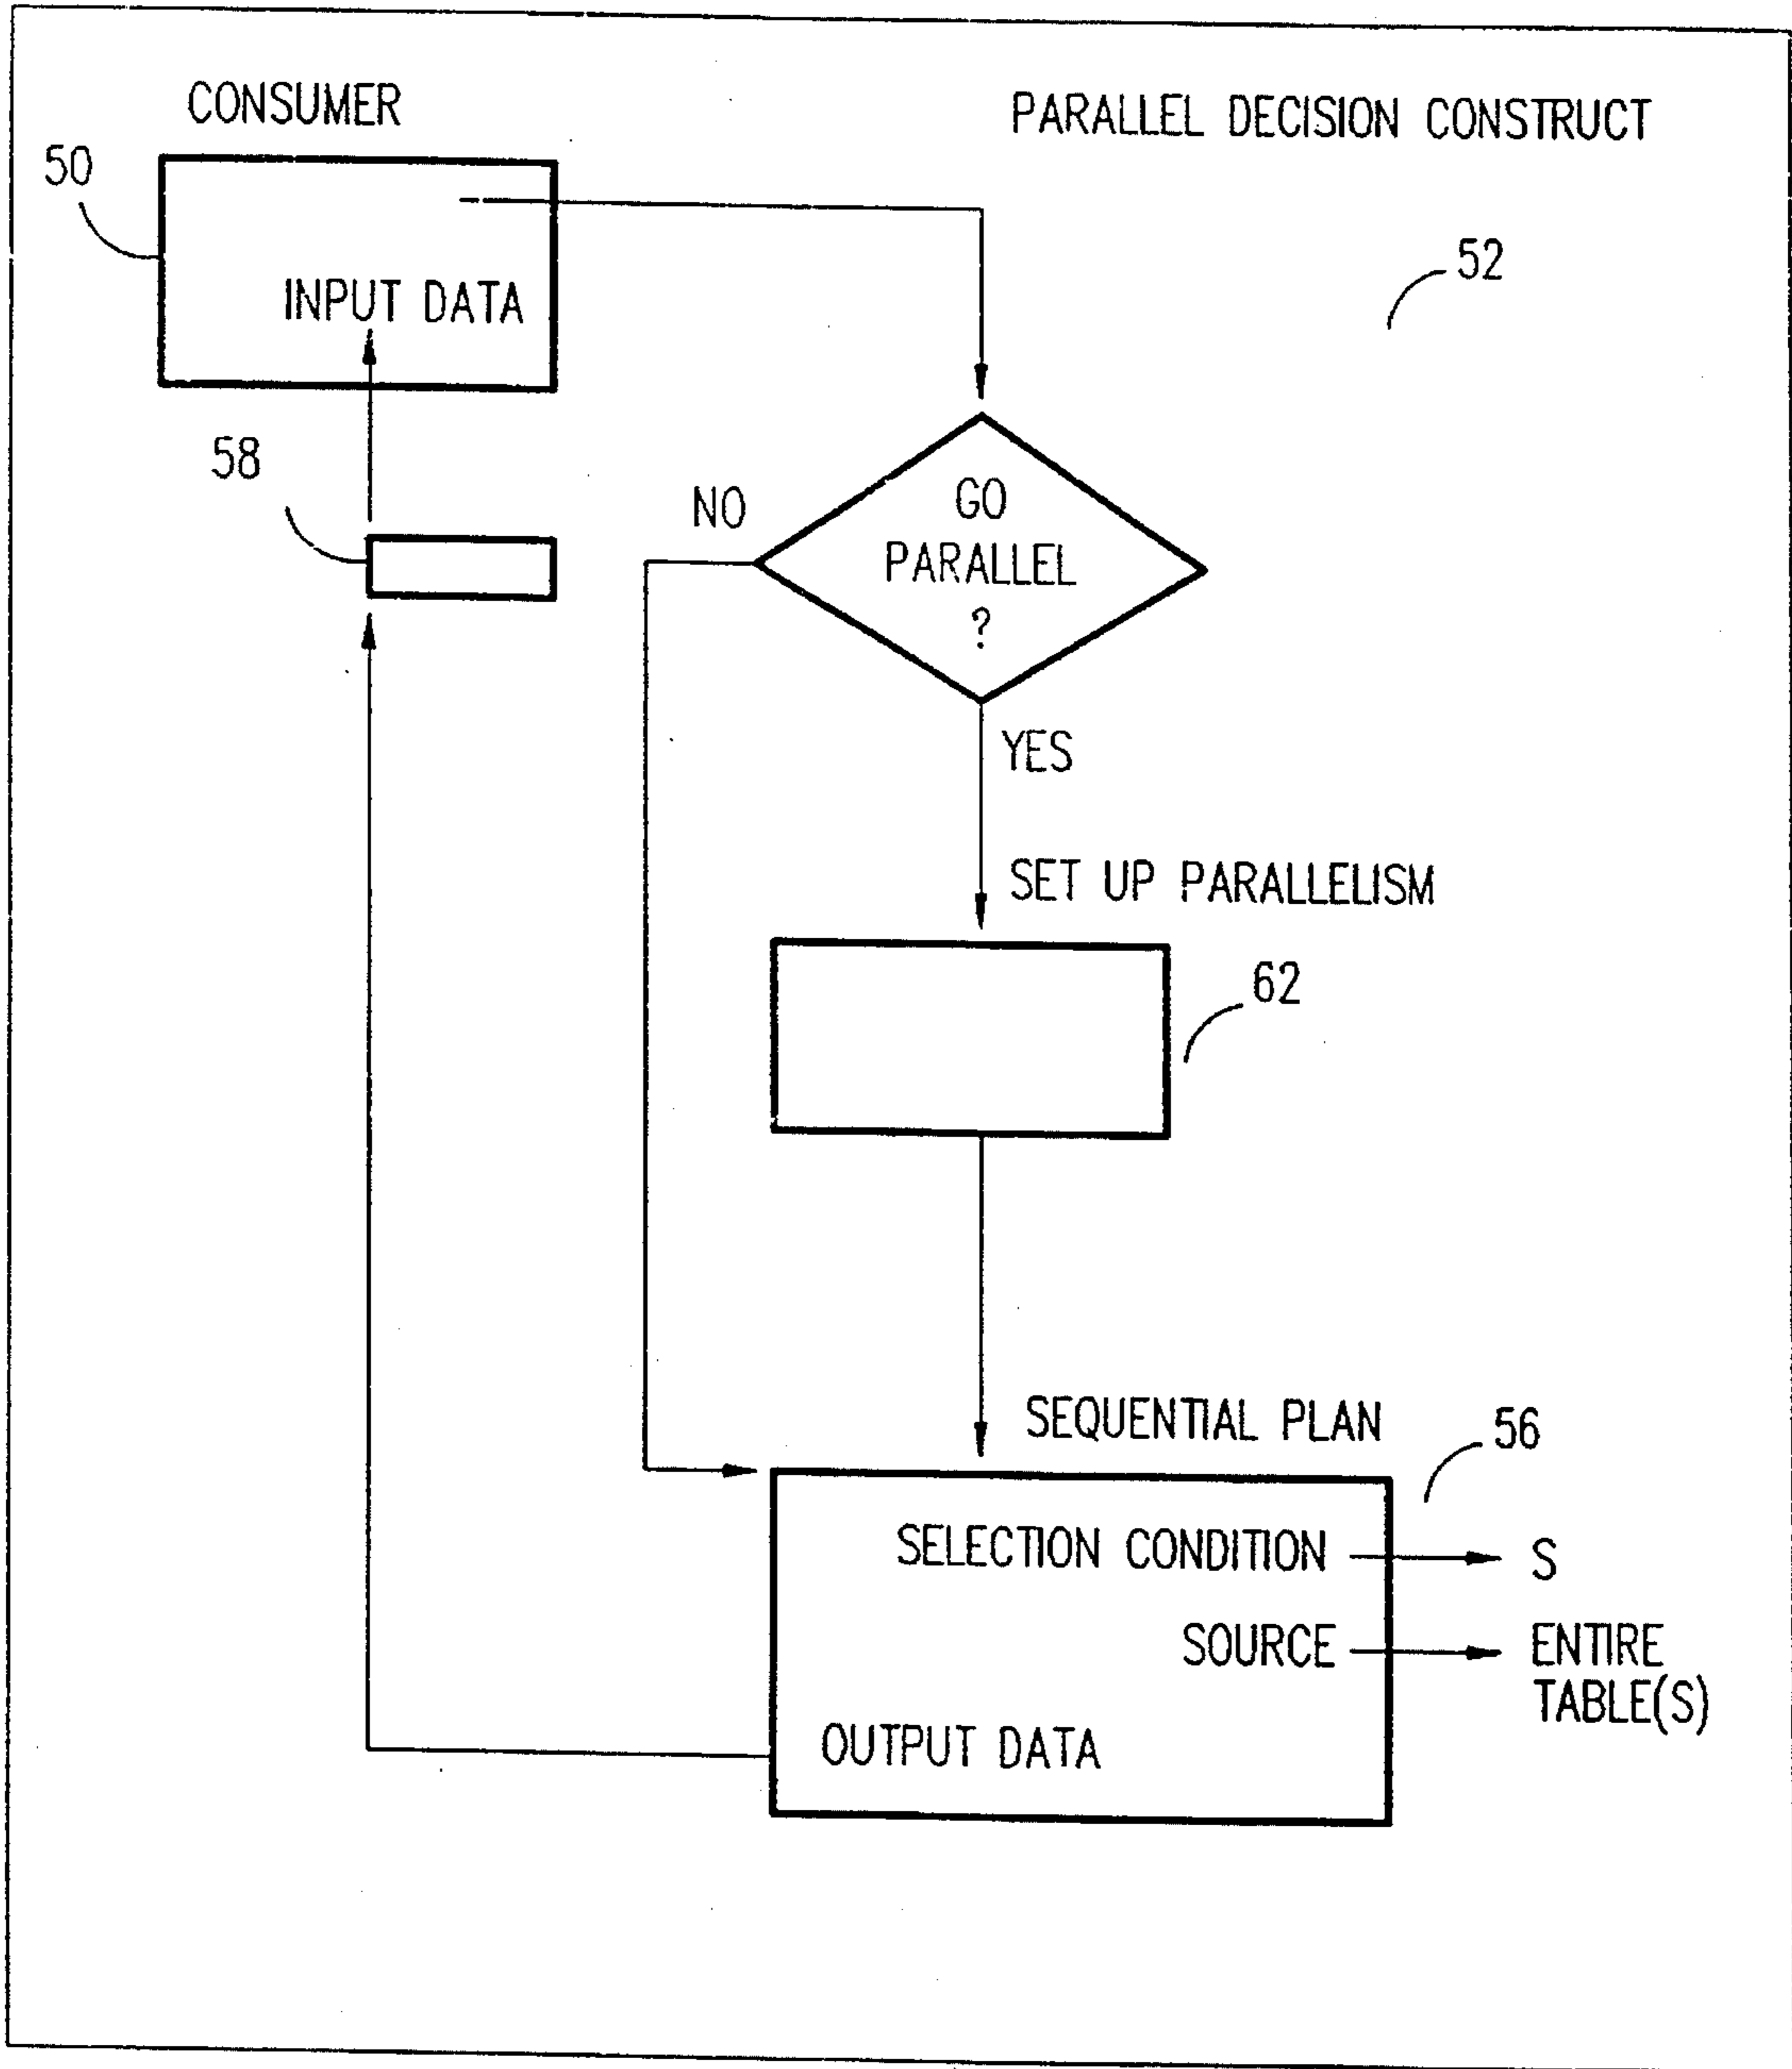 CONSUMER
PARALLEL DECISION CONSTRUCT
50
INPUT DATA
52
58
NO
GO
PARALLEL
?
YES
SET UP PARALLELISM
62
SEQUENTIAL PLAN
56
SELECTION CONDITION
S
SOURCE
ENTIRE
TABLE(S)
OUTPUT DATA